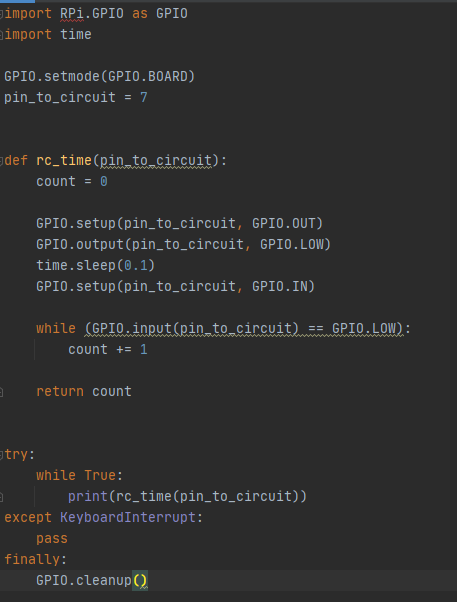 import RPi.GPIO as GPIO
import time

GPIO.setmode(GPIO.BOARD)
pin_to_circuit = 7


def rc_time(pin_to_circuit):
    count = 0

    GPIO.setup(pin_to_circuit, GPIO.OUT)
    GPIO.output(pin_to_circuit, GPIO.LOW)
    time.sleep(0.1)
    GPIO.setup(pin_to_circuit, GPIO.IN)

    while (GPIO.input(pin_to_circuit) == GPIO.LOW):
        count += 1

    return count


try:
    while True:
        print(rc_time(pin_to_circuit))
except KeyboardInterrupt:
    pass
finally:
    GPIO.cleanup()